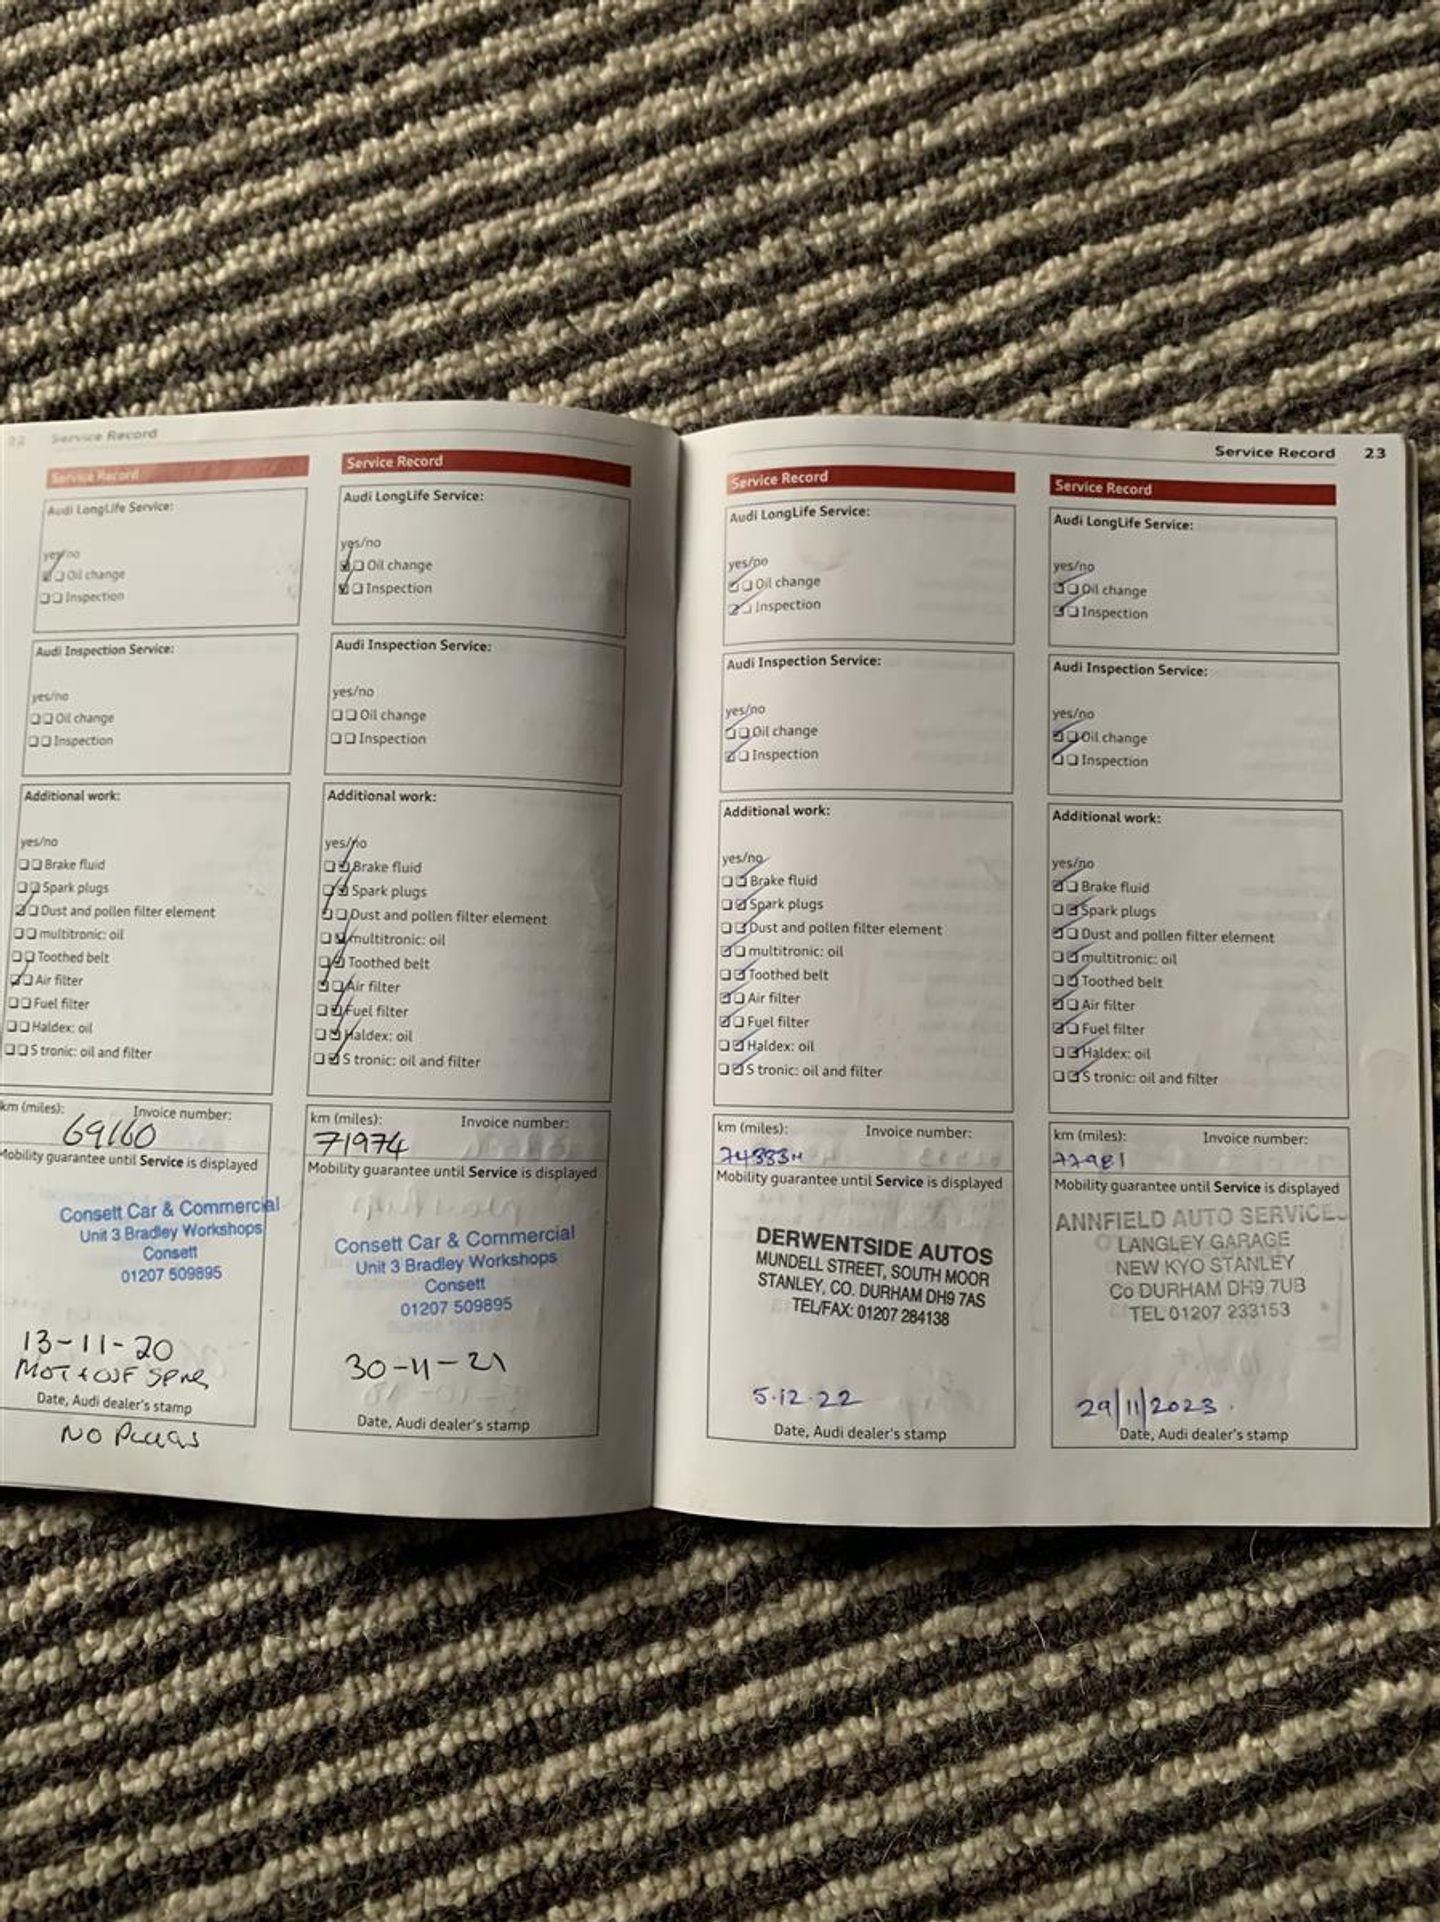 22 Service Record
Service Record
Audi LongLife Service:
yes/no
Oil change
Inspection
Audi Inspection Service:
yes/no
Oil change
Inspection
Additional work:
yes/no
Brake fluid
Spark plugs
Dust and pollen filter element
multitronic: oil
Toothed belt
Air filter
Fuel filter
Haldex: oil
S tronic: oil and filter
km (miles): Invoice number:
69160
Mobility guarantee until Service is displayed
Consett Car & Commercial
Unit 3 Bradley Workshops
Consett
01207 509895
13-11-20
MOT +
Date, Audi dealer's stamp
NO PLUGS
Service Record
Audi LongLife Service:
yes/no
Oil change
Inspection
Audi Inspection Service:
yes/no
Oil change
Inspection
Additional work:
yes/no
Brake fluid
Spark plugs
Dust and pollen filter element
multitronic: oil
Toothed belt
Air filter
Fuel filter
Haldex: oil
S tronic: oil and filter
km (miles): Invoice number:
71974
Mobility guarantee until Service is displayed
Consett Car & Commercial
Unit 3 Bradley Workshops
Consett
01207 509895
30-11-21
Date, Audi dealer's stamp
Service Record 23
Service Record
Audi LongLife Service:
yes/no
Oil change
Inspection
Audi Inspection Service:
yes/no
Oil change
Inspection
Additional work:
yes/no
Brake fluid
Spark plugs
Dust and pollen filter element
multitronic: oil
Toothed belt
Air filter
Fuel filter
Haldex: oil
S tronic: oil and filter
km (miles): Invoice number:
Mobility guarantee until Service is displayed
DERWENTSIDE AUTOS
MUNDELL STREET, SOUTH MOOR
STANLEY, CO. DURHAM DH9 7AS
TEL/FAX: 01207 284138
5.12.22
Date, Audi dealer's stamp
Service Record
Audi LongLife Service:
yes/no
Oil change
Inspection
Audi Inspection Service:
yes/no
Oil change
Inspection
Additional work:
yes/no
Brake fluid
Spark plugs
Dust and pollen filter element
multitronic: oil
Toothed belt
Air filter
Fuel filter
Haldex: oil
S tronic: oil and filter
km (miles): Invoice number:
77981
Mobility guarantee until Service is displayed
ANNFIELD AUTO SERVICES
LANGLEY GARAGE
NEW KYO STANLEY
Co DURHAM DH9 7UB
TEL 01207 233153
29/11/2023.
Date, Audi dealer's stamp